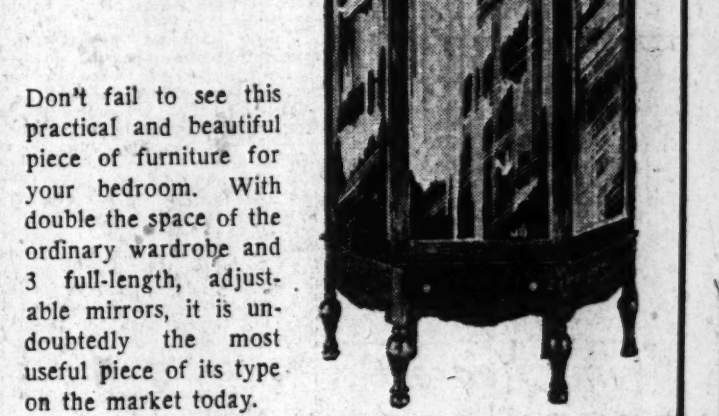 Don't fail to see this
practical and beautiful
piece of furniture for
your bedroom. With
double the space of the
ordinary wardrobe and
3 full-length, adjust-
able mirrors, it is un-
doubtedly the most
useful piece of its type
on the market today.